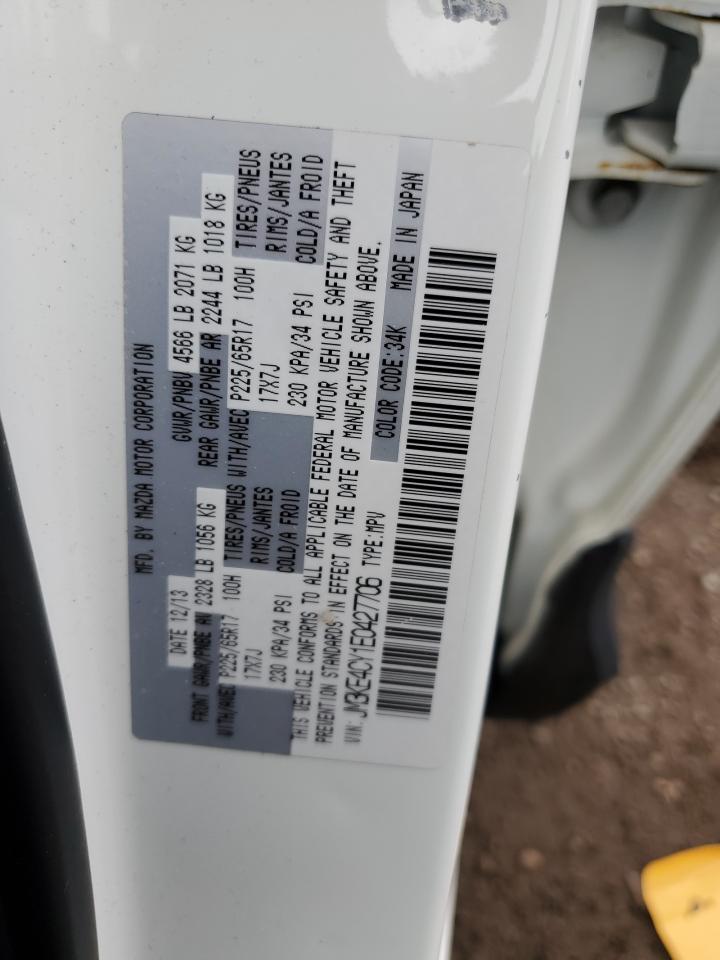 MFD. BY MAZDA MOTOR CORPORATION
DATE 12/13 GVWR/PNBV 4566 LB 2071 KG
FRONT GAWR/PNBE AV 2328 LB 1056 KG REAR GAWR/PNBE AR 2244 LB 1018 KG
WITH/AVEC P225/65R17 100H TIRES/PNEUS WITH/AVEC P225/65R17 100H TIRES/PNEUS
17X7J RIMS/JANTES 17X7J RIMS/JANTES
230 KPA/34 PSI COLD/A FROID 230 KPA/34 PSI COLD/A FROID
THIS VEHICLE CONFORMS TO ALL APPLICABLE FEDERAL MOTOR VEHICLE SAFETY AND THEFT
PREVENTION STANDARDS IN EFFECT ON THE DATE OF MANUFACTURE SHOWN ABOVE.
VIN: JM3KE4CY1E0427706 TYPE:MPV COLOR CODE:34K MADE IN JAPAN